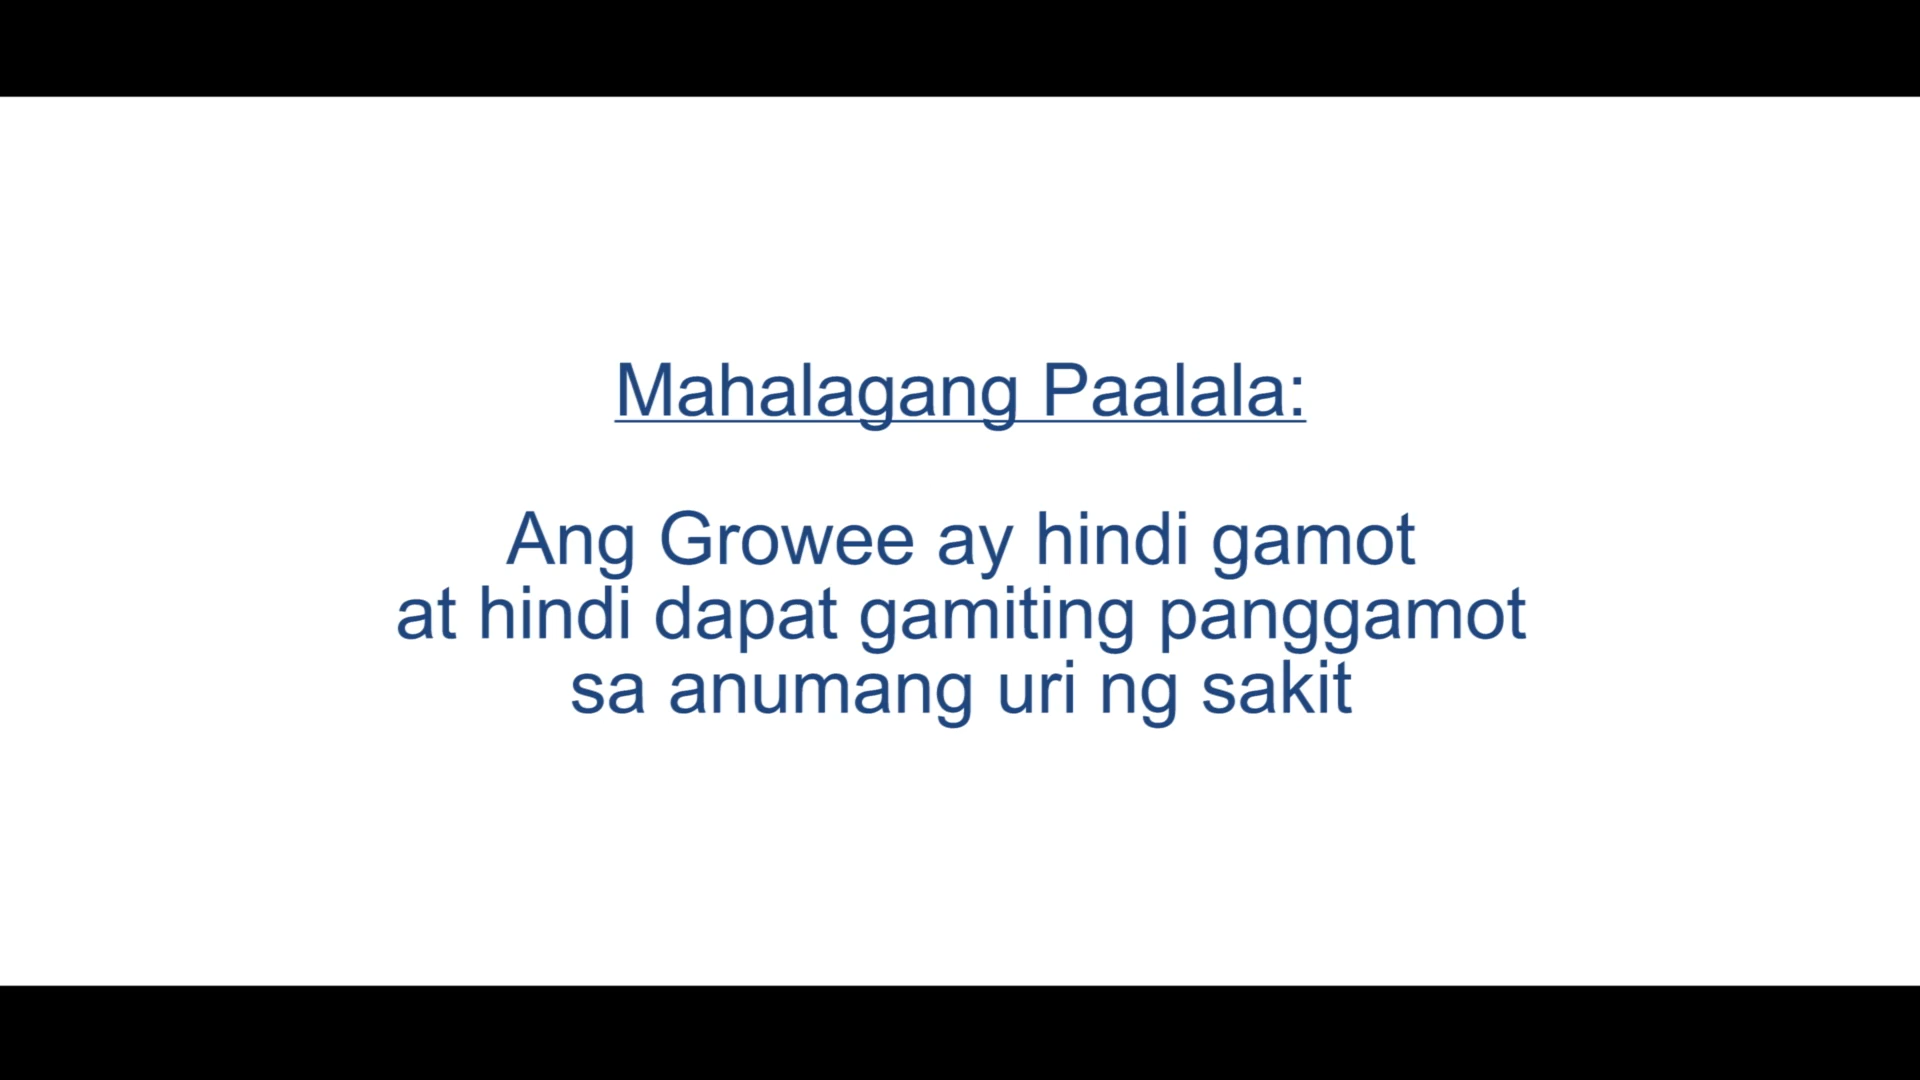 Mahalagang Paalala:
Ang Growee ay hindi gamot
at hindi dapat gamiting panggamot
sa anumang uri ng sakit